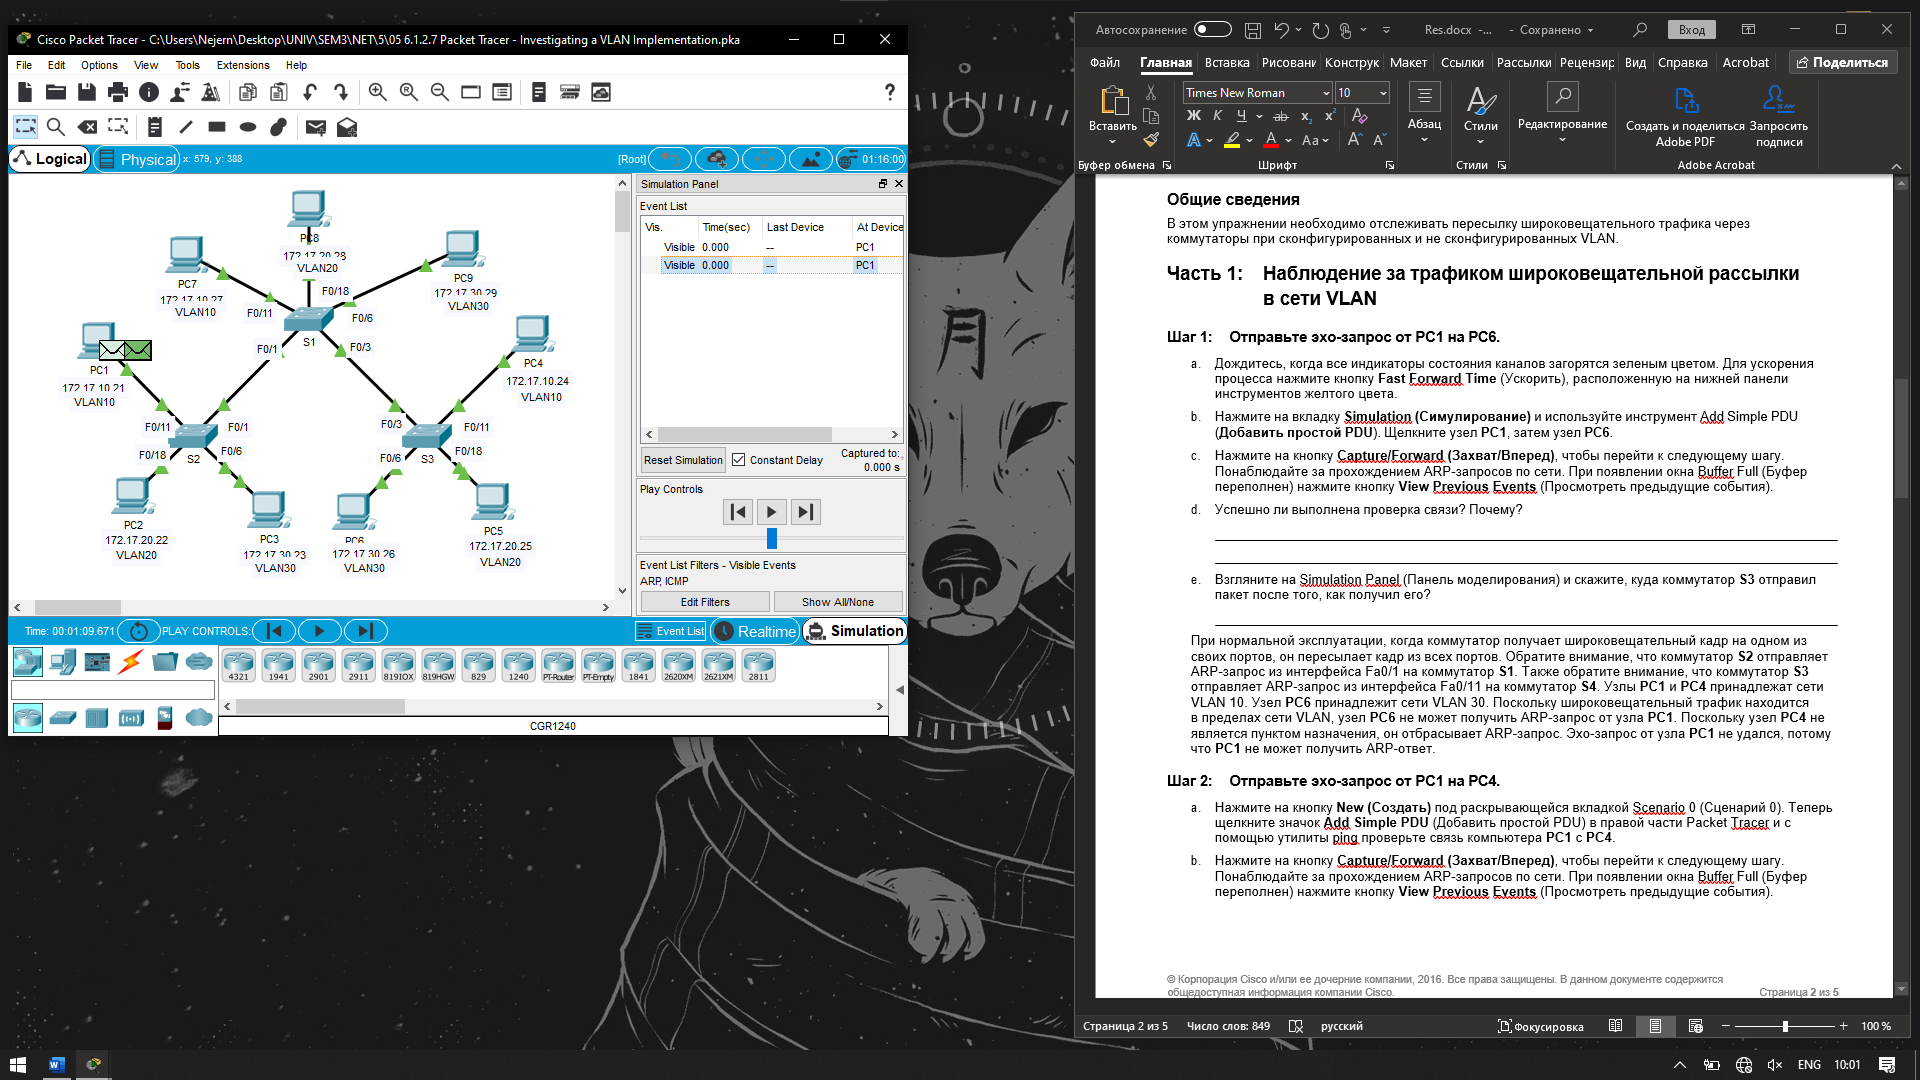 Cisco Packet Tracer - C:\Users\Nejern\Desktop\UNIV\SEM3\NET\5\05 6.1.2.7 Packet Tracer - Investigating a VLAN Implementation.pka
File Edit Options View Tools Extensions Help
Logical Physical x: 579, y: 388 [Root] 01:16:00
PC8
172.17.20.28
VLAN20
PC7
172.17.10.27
VLAN10
PC9
172.17.30.29
VLAN30
F0/18
F0/11
F0/6
S1
F0/1
F0/3
PC1
172.17.10.21
VLAN10
PC4
172.17.10.24
VLAN10
F0/11
F0/1
F0/18
F0/6
S2
F0/3
F0/11
F0/6
F0/18
S3
PC2
172.17.20.22
VLAN20
PC3
172.17.30.23
VLAN30
PC6
172.17.30.26
VLAN30
PC5
172.17.20.25
VLAN20
Simulation Panel
Event List
Vis. Time(sec) Last Device At Device
Visible 0.000 -- PC1
Visible 0.000 -- PC1
Reset Simulation Constant Delay Captured to:
0.000 s
Play Controls
Event List Filters - Visible Events
ARP, ICMP
Edit Filters Show All/None
Time: 00:01:09.671 PLAY CONTROLS: Event List Realtime Simulation
4321 1941 2901 2911 819IOX 819HGW 829 1240 PT-Router PT-Empty 1841 2620XM 2621XM 2811
CGR1240
月
Автосохранение Res.docx -... - Сохранено Вход
Файл Главная Вставка Рисовани Конструк Макет Ссылки Рассылки Рецензир Вид Справка Acrobat Поделиться
Вставить
Буфер обмена
Times New Roman 10
Ж К Ч ab x₂ x²
A A Aa A A
Шрифт
Абзац
Стили
Стили
Редактирование
Создать и поделиться Adobe PDF
Запросить подписи
Adobe Acrobat
Общие сведения
В этом упражнении необходимо отслеживать пересылку широковещательного трафика через
коммутаторы при сконфигурированных и не сконфигурированных VLAN.
Часть 1: Наблюдение за трафиком широковещательной рассылки
в сети VLAN
Шаг 1: Отправьте эхо-запрос от PC1 на PC6.
a. Дождитесь, когда все индикаторы состояния каналов загорятся зеленым цветом. Для ускорения
процесса нажмите кнопку Fast Forward Time (Ускорить), расположенную на нижней панели
инструментов желтого цвета.
b. Нажмите на вкладку Simulation (Симулирование) и используйте инструмент Add Simple PDU
(Добавить простой PDU). Щелкните узел PC1, затем узел PC6.
c. Нажмите на кнопку Capture/Forward (Захват/Вперед), чтобы перейти к следующему шагу.
Понаблюдайте за прохождением ARP-запросов по сети. При появлении окна Buffer Full (Буфер
переполнен) нажмите кнопку View Previous Events (Просмотреть предыдущие события).
d. Успешно ли выполнена проверка связи? Почему?
e. Взгляните на Simulation Panel (Панель моделирования) и скажите, куда коммутатор S3 отправил
пакет после того, как получил его?
При нормальной эксплуатации, когда коммутатор получает широковещательный кадр на одном из
своих портов, он пересылает кадр из всех портов. Обратите внимание, что коммутатор S2 отправляет
ARP-запрос из интерфейса Fa0/1 на коммутатор S1. Также обратите внимание, что коммутатор S3
отправляет ARP-запрос из интерфейса Fa0/11 на коммутатор S4. Узлы PC1 и PC4 принадлежат сети
VLAN 10. Узел PC6 принадлежит сети VLAN 30. Поскольку широковещательный трафик находится
в пределах сети VLAN, узел PC6 не может получить ARP-запрос от узла PC1. Поскольку узел PC4 не
является пунктом назначения, он отбрасывает ARP-запрос. Эхо-запрос от узла PC1 не удался, потому
что PC1 не может получить ARP-ответ.
Шаг 2: Отправьте эхо-запрос от PC1 на PC4.
a. Нажмите на кнопку New (Создать) под раскрывающейся вкладкой Scenario 0 (Сценарий 0). Теперь
щелкните значок Add Simple PDU (Добавить простой PDU) в правой части Packet Tracer и с
помощью утилиты ping проверьте связь компьютера PC1 с PC4.
b. Нажмите на кнопку Capture/Forward (Захват/Вперед), чтобы перейти к следующему шагу.
Понаблюдайте за прохождением ARP-запросов по сети. При появлении окна Buffer Full (Буфер
переполнен) нажмите кнопку View Previous Events (Просмотреть предыдущие события).
© Корпорация Cisco и/или ее дочерние компании, 2016. Все права защищены. В данном документе содержится
общедоступная информация компании Cisco. Страница 2 из 5
Страница 2 из 5 Число слов: 849 русский Фокусировка 100 %
ENG 10:01